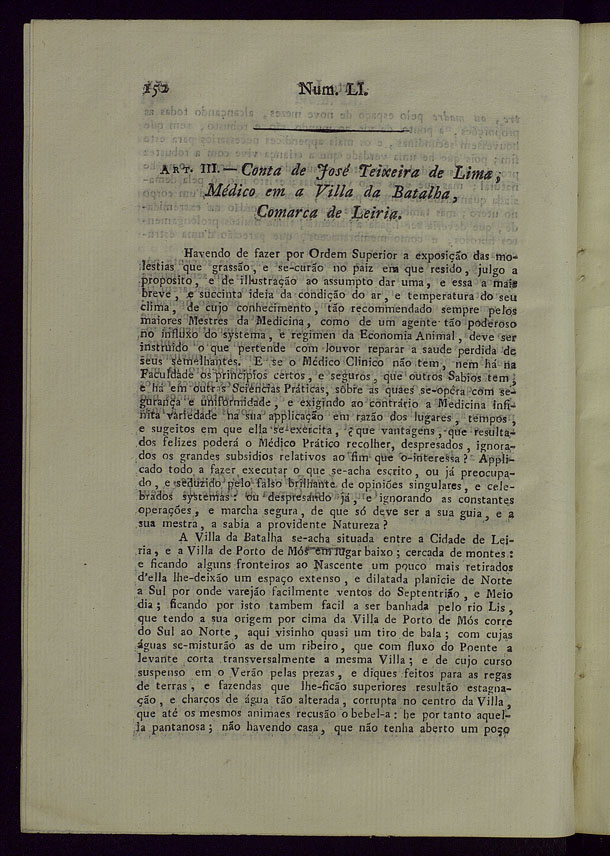 152
Num. LI.
ART. III. — Conta de José Teixeira de Lima,
Médico em a Villa da Batalha,
Comarca de Leiria.
Havendo de fazer por Ordem Superior a exposição das mo-
lestias que grassão, e se-curão no paiz em que resido, julgo a
proposito, e de illustração ao assumpto dar uma, e essa a mais
breve, e succinta ideia da condição do ar, e temperatura do seu
clima, de cujo conhecimento, tão recommendado sempre pelos
maiores Mestres da Medicina, como de um agente tão poderoso
no influxo do systema, e regimen da Economia Animal, deve ser
instruido o que pertende com louvor reparar a saude perdida de
seus semelhantes. E se o Médico Clinico não tem, nem há na
Faculdade os principios certos, e seguros, que outros Sabios tem,
e há em outras Sciencias Práticas, sôbre as quaes se-opéra com se-
gurança e uniformidade, e exigindo ao contrário a Medicina infi-
nita variedade na sua applicação em razão dos lugares, tempos,
e sugeitos em que ella se-exercita, ¿que vantagens, que resulta-
dos felizes poderá o Médico Prático recolher, despresados, ignora-
dos os grandes subsidios relativos ao fim que o-interessa? Appli-
cado todo a fazer executar o que se-acha escrito, ou já preocupa-
do, e seduzido pelo falso brilhante de opiniões singulares, e cele-
brados systemas: ou despresando já, e ignorando as constantes
operações, e marcha segura, de que só deve ser a sua guia, e a
sua mestra, a sabia a providente Natureza?
A Villa da Batalha se-acha situada entre a Cidade de Lei-
ria, e a Villa de Porto de Mós em lugar baixo; cercada de montes:
e ficando alguns fronteiros ao Nascente um pouco mais retirados
d'ella lhe-deixão um espaço extenso, e dilatada planicie de Norte
a Sul por onde varejão facilmente ventos do Septentrião, e Meio
dia; ficando por isto tambem facil a ser banhada pelo rio Lis,
que tendo a sua origem por cima da Villa de Porto de Mós corre
do Sul ao Norte, aqui visinho quasi um tiro de bala; com cujas
águas se-misturão as de um ribeiro, que com fluxo do Poente a
levante corta transversalmente a mesma Villa; e de cujo curso
suspenso em o Verão pelas prezas, e diques feitos para as regas
de terras, e fazendas que lhe-ficão superiores resultão estagna-
ção, e charcos de água tão alterada, corrupta no centro da Villa,
que até os mesmos animaes recusão o bebel-a: he por tanto aquel-
la pantanosa; não havendo casa, que não tenha aberto um poço